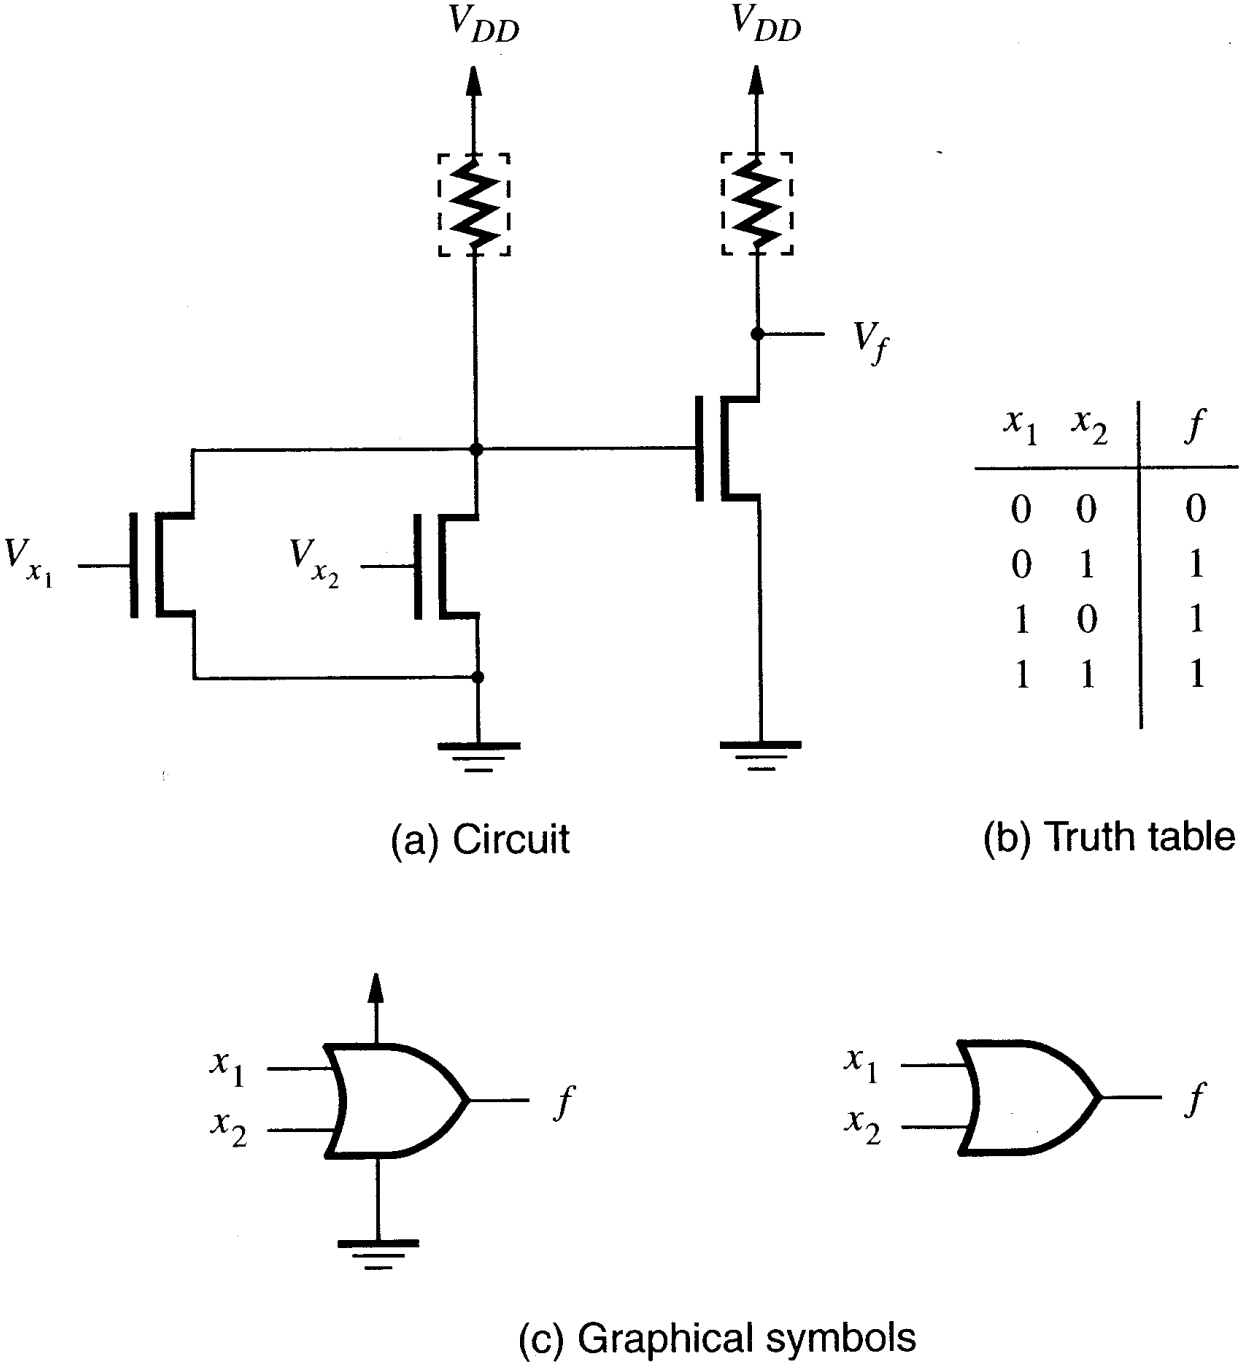 V_DD V_DD
V_f
x_1 x_2 f
0 0 0
V_x_1 V_x_2 0 1 1
1 0 1
1 1 1
(a) Circuit (b) Truth table
x_1 x_1
f f
x_2 x_2
(c) Graphical symbols